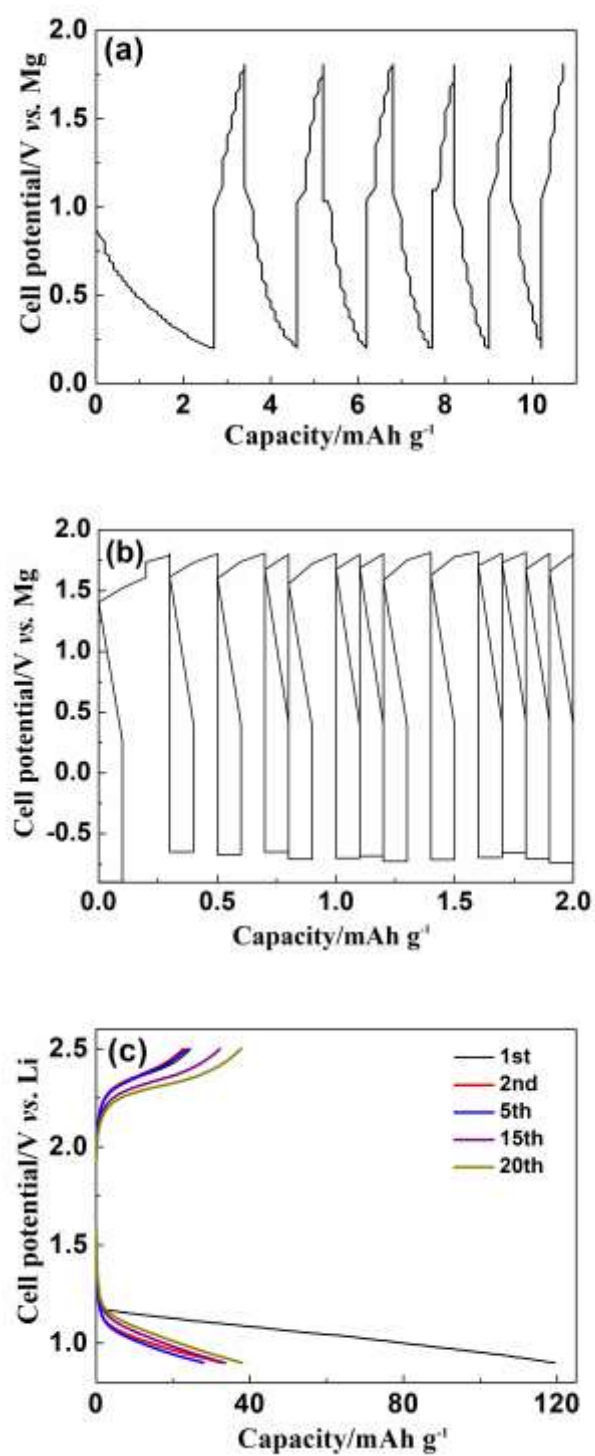 (a)
Cell potential/V vs. Mg
2.0
1.5
1.0
0.5
0.0
0 2 4 6 8 10
Capacity/mAh g-1
(b)
Cell potential/V vs. Mg
2.0
1.5
1.0
0.5
0.0
-0.5
0.0 0.5 1.0 1.5 2.0
Capacity/mAh g-1
(c)
Cell potential/V vs. Li
2.5
2.0
1.5
1.0
1st
2nd
5th
15th
20th
0 40 80 120
Capacity/mAh g-1